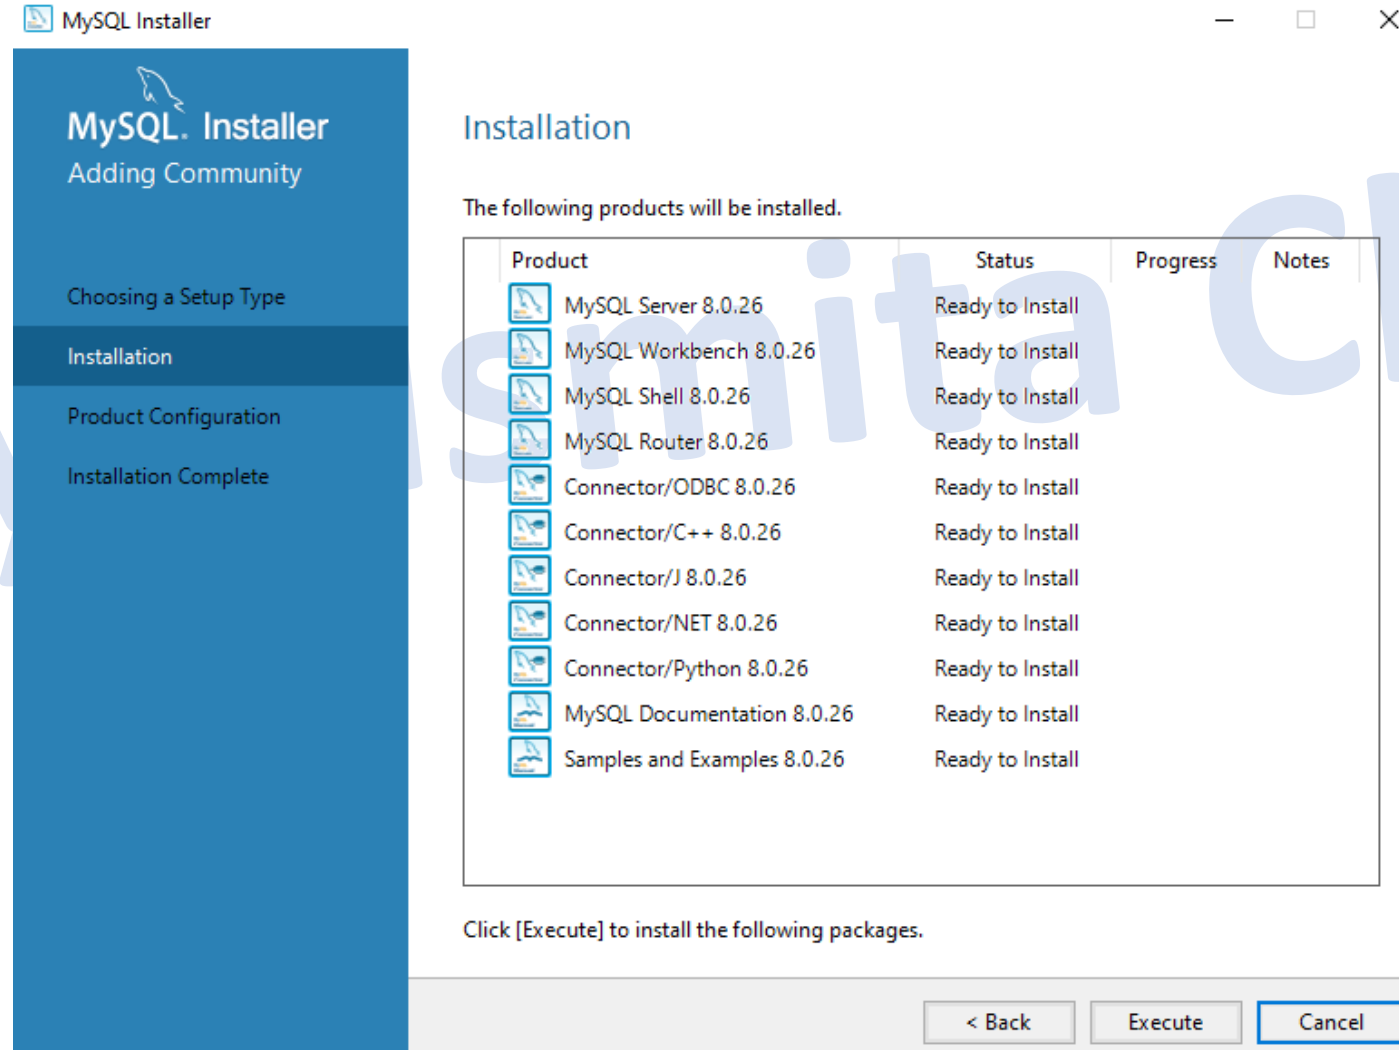 MySQL Installer
MySQL. Installer
Adding Community
Choosing a Setup Type
Installation
Product Configuration
Installation Complete
Installation
The following products will be installed.
Product Status Progress Notes
MySQL Server 8.0.26 Ready to Install
MySQL Workbench 8.0.26 Ready to Install
MySQL Shell 8.0.26 Ready to Install
MySQL Router 8.0.26 Ready to Install
Connector/ODBC 8.0.26 Ready to Install
Connector/C++ 8.0.26 Ready to Install
Connector/J 8.0.26 Ready to Install
Connector/NET 8.0.26 Ready to Install
Connector/Python 8.0.26 Ready to Install
MySQL Documentation 8.0.26 Ready to Install
Samples and Examples 8.0.26 Ready to Install
Click [Execute] to install the following packages.
< Back Execute Cancel